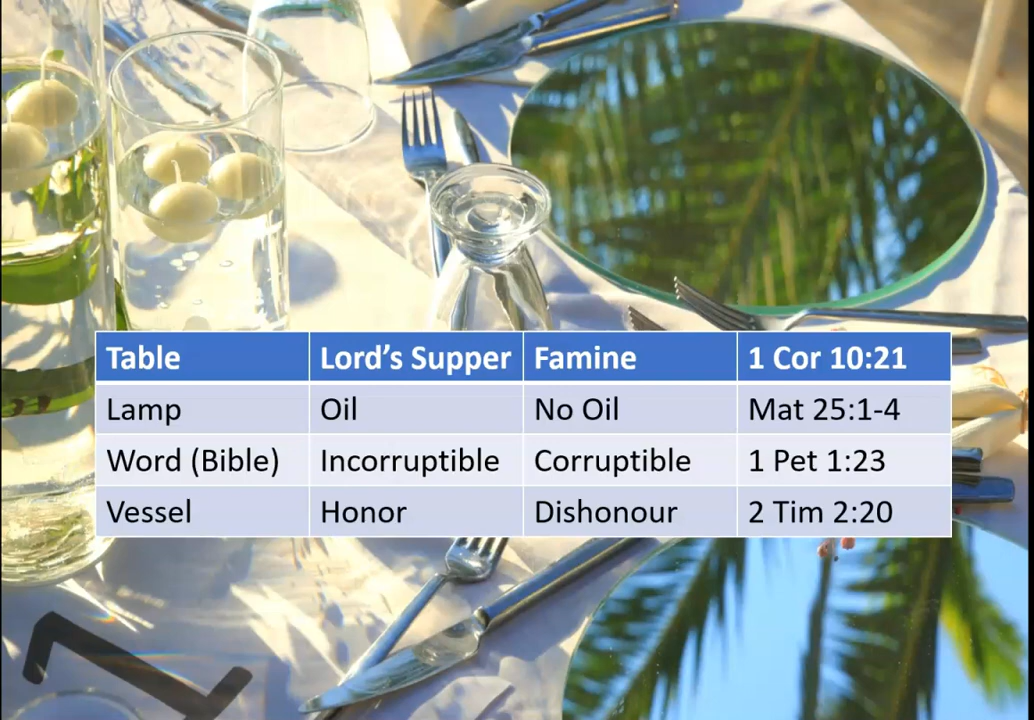 Table Lord's Supper Famine 1 Cor 10:21
Lamp Oil No Oil Mat 25:1-4
Word (Bible) Incorruptible Corruptible 1 Pet 1:23
Vessel Honor Dishonour 2 Tim 2:20
1